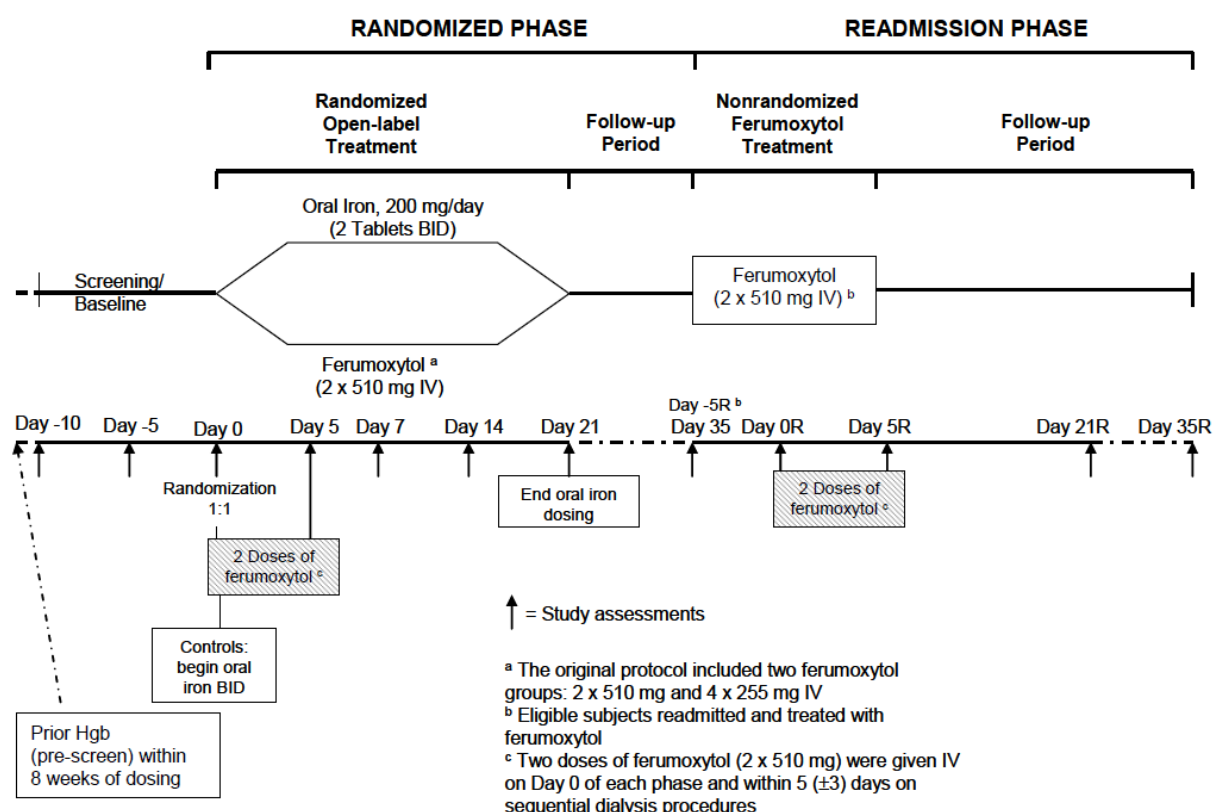 RANDOMIZED PHASE
READMISSION PHASE
Randomized
Open-label
Treatment
Follow-up
Period
Nonrandomized
Ferumoxytol
Treatment
Follow-up
Period
Oral Iron, 200 mg/day
(2 Tablets BID)
Screening/
Baseline
Ferumoxytol
(2 x 510 mg IV) b
Ferumoxytol a
(2 x 510 mg IV)
Day -10
Day -5
Day 0
Day 5
Day 7
Day 14
Day 21
Day -5R b
Day 35
Day 0R
Day 5R
Day 21R
Day 35R
Randomization
1:1
2 Doses of
ferumoxytol c
End oral iron
dosing
2 Doses of
ferumoxytol c
Controls:
begin oral
iron BID
Prior Hgb
(pre-screen) within
8 weeks of dosing
= Study assessments
a The original protocol included two ferumoxytol
groups: 2 x 510 mg and 4 x 255 mg IV
b Eligible subjects readmitted and treated with
ferumoxytol
c Two doses of ferumoxytol (2 x 510 mg) were given IV
on Day 0 of each phase and within 5 (±3) days on
sequential dialysis procedures